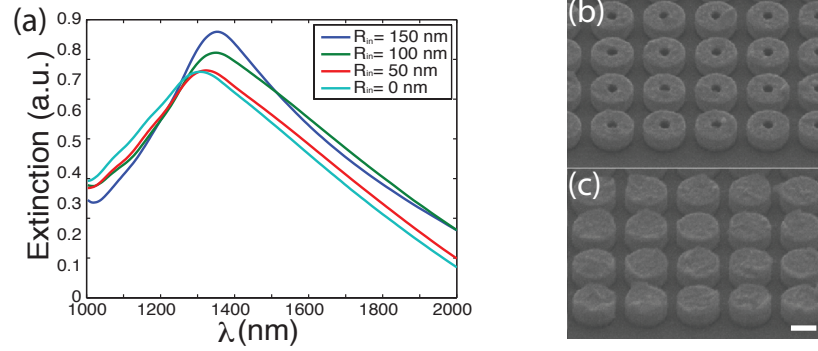 (a)
0.9
0.8
0.7
0.6
0.5
0.4
0.3
0.2
0.1
0
Extinction (a.u.)
R_in= 150 nm
R_in= 100 nm
R_in= 50 nm
R_in= 0 nm
1000 1200 1400 1600 1800 2000
λ(nm)
(b)
(c)